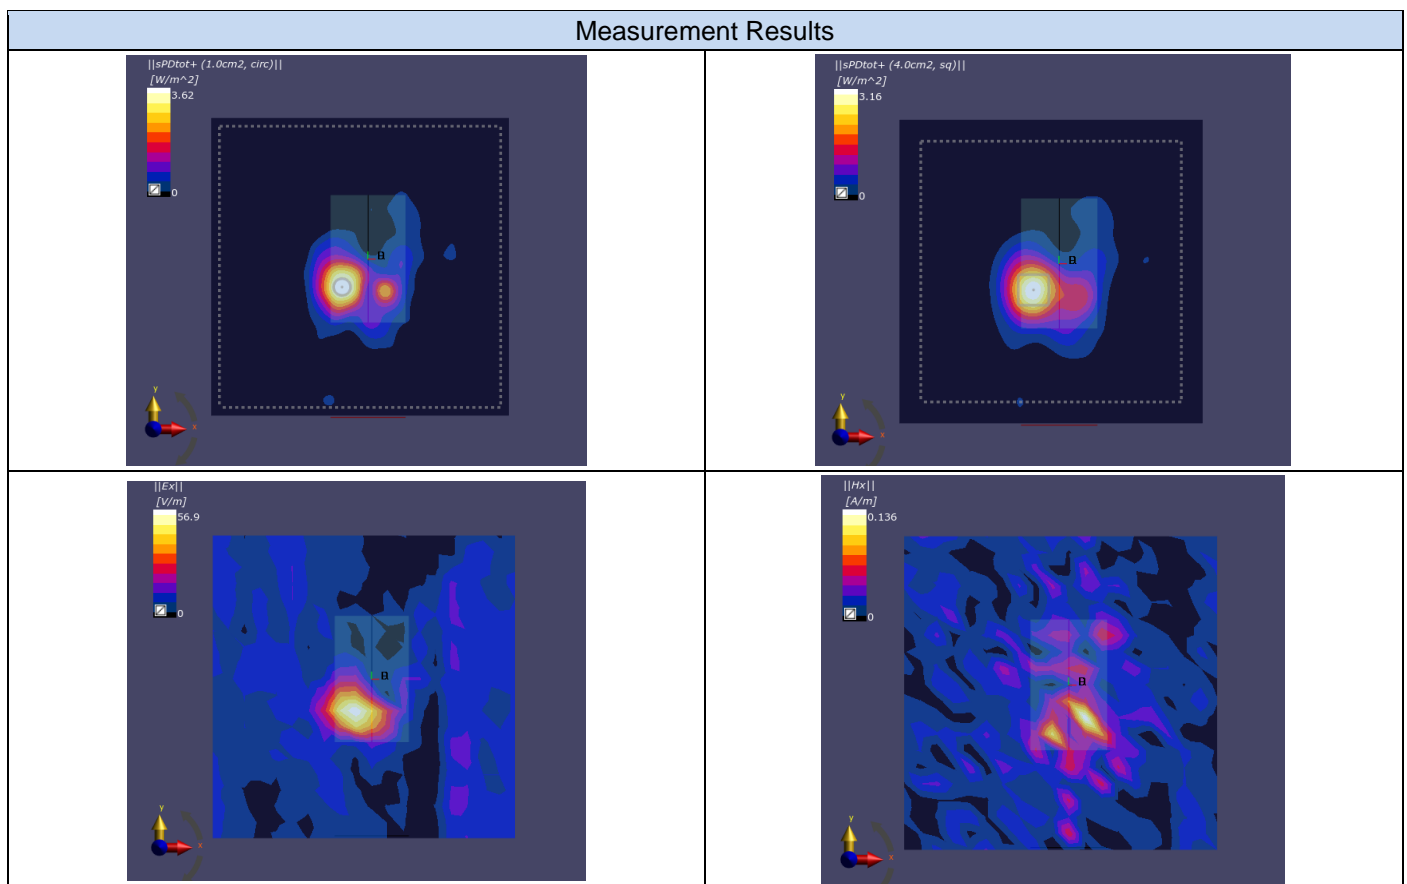 Measurement Results
||sPDtot+ (1.0cm2, circ)||
[W/m^2]
3.62
0
B
y
x
||sPDtot+ (4.0cm2, sq)||
[W/m^2]
3.16
0
B
y
x
||Ex||
[V/m]
56.9
0
B
y
x
||Hx||
[A/m]
0.136
0
B
y
x